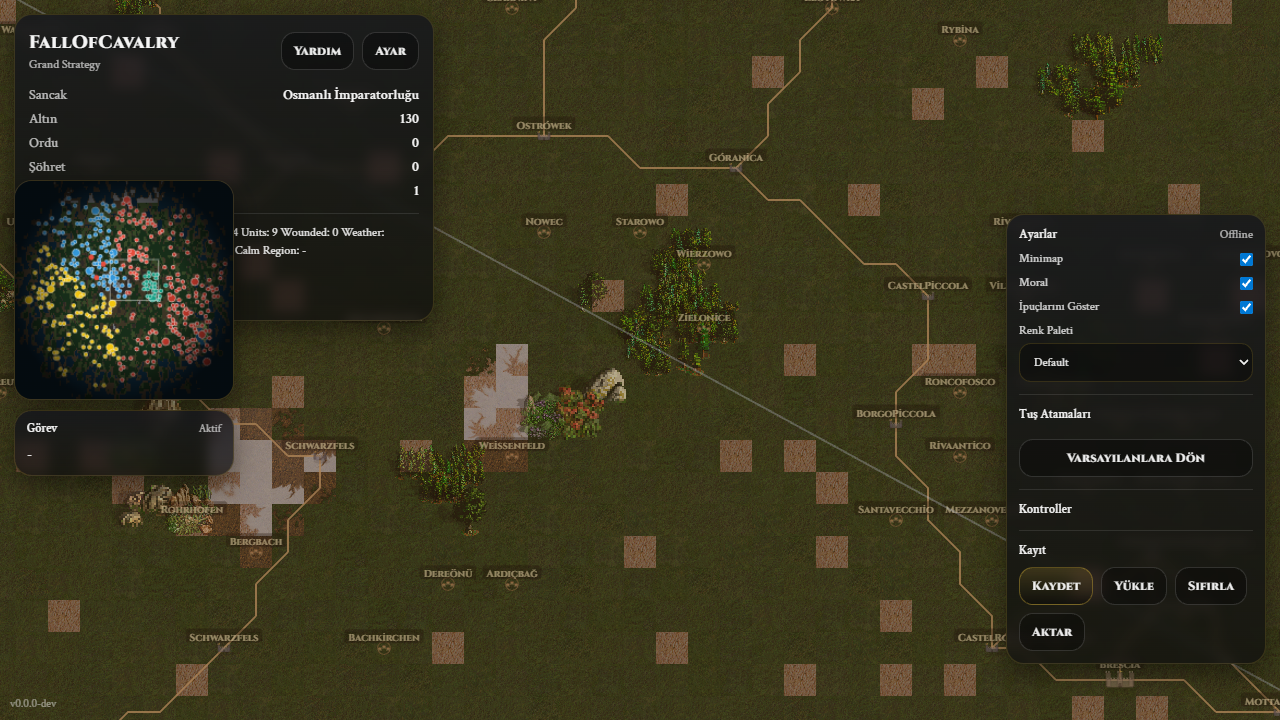 FallOfCavalry
Grand Strategy
Yardım
Ayar
Sancak Osmanlı İmparatorluğu
Altın 130
Ordu 0
Şöhret 0
1
4 Units: 9 Wounded: 0 Weather:
Calm Region: -
Görev Aktif
-
Rybina
Ostrówek
Góranica
Nowec
Starowo
Wierzowo
Castelpiccola
Zielonice
Roncofosco
Borgopiccola
Schwarzfels
Weissenfeld
Rivaantico
Rohrhofen
Santavecchio
Mezzanove
Bergbach
Dereönü
Ardıçbağ
Schwarzfels
Bachkirchen
Brescia
Ayarlar Offline
Minimap
Moral
İpuçlarını Göster
Renk Paleti
Default
Tuş Atamaları
Varsayılanlara Dön
Kontroller
Kayıt
Kaydet
Yükle
Sıfırla
Aktar
v0.0.0-dev